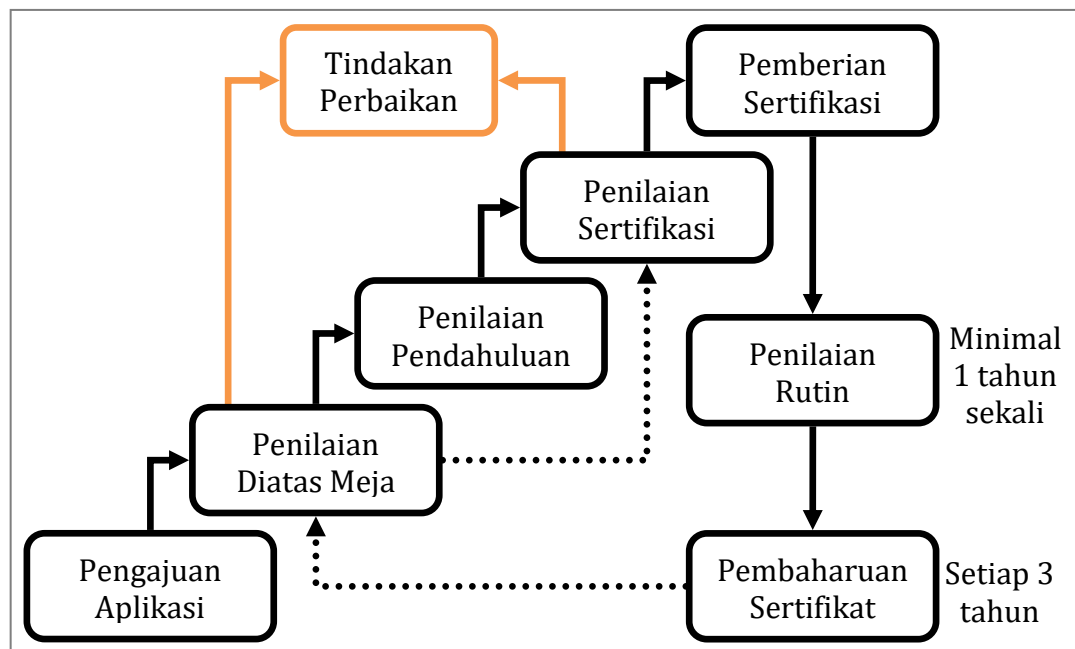 Tindakan
Perbaikan
Pemberian
Sertifikasi
Penilaian
Sertifikasi
Penilaian
Pendahuluan
Penilaian
Rutin
Minimal
1 tahun
sekali
Penilaian
Diatas Meja
Pengajuan
Aplikasi
Pembaharuan
Sertifikat
Setiap 3
tahun